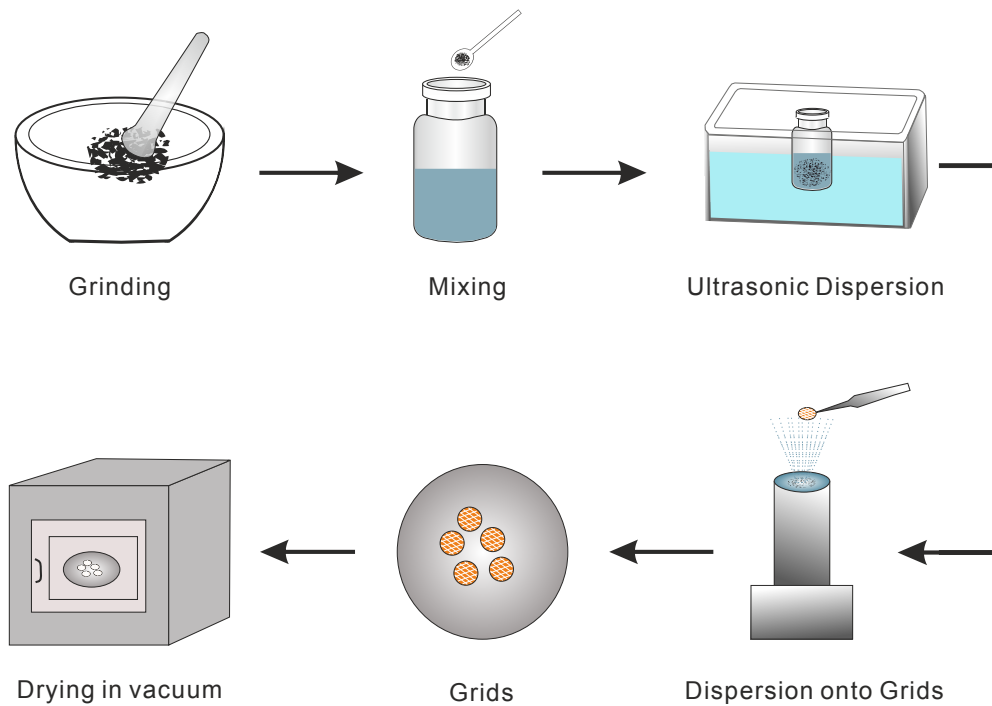 Grinding
Mixing
Ultrasonic Dispersion
Drying in vacuum
Grids
Dispersion onto Grids